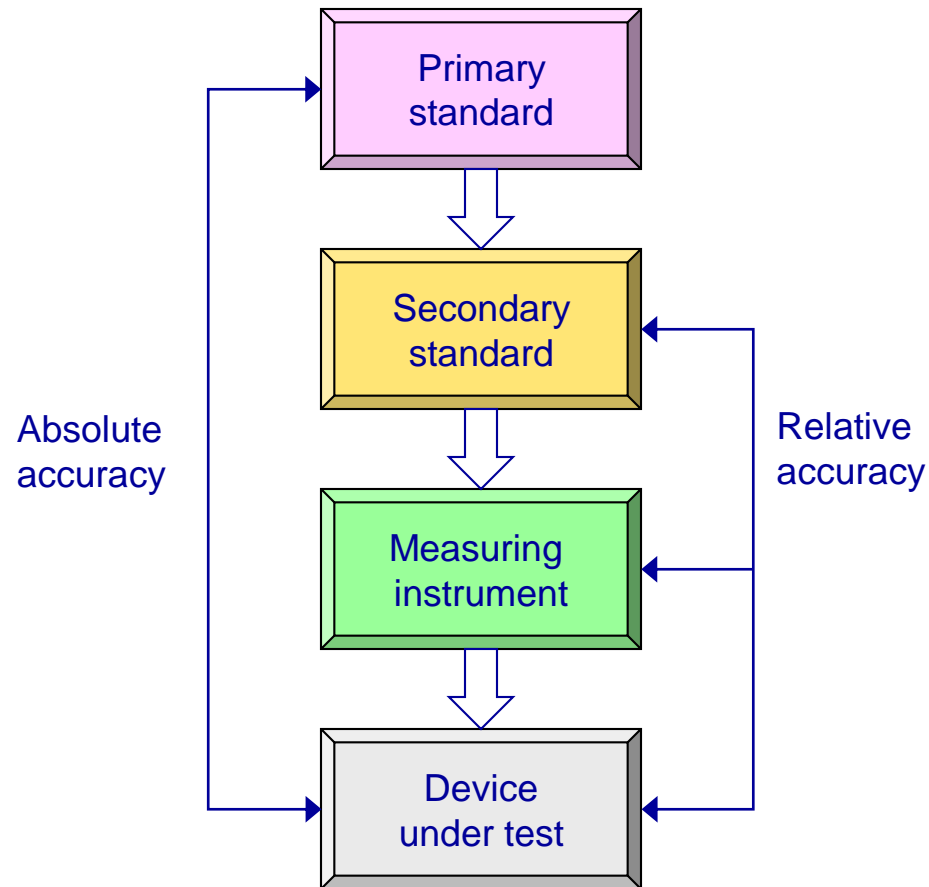 Primary
standard
Secondary
standard
Absolute
accuracy
Relative
accuracy
Measuring
instrument
Device
under test